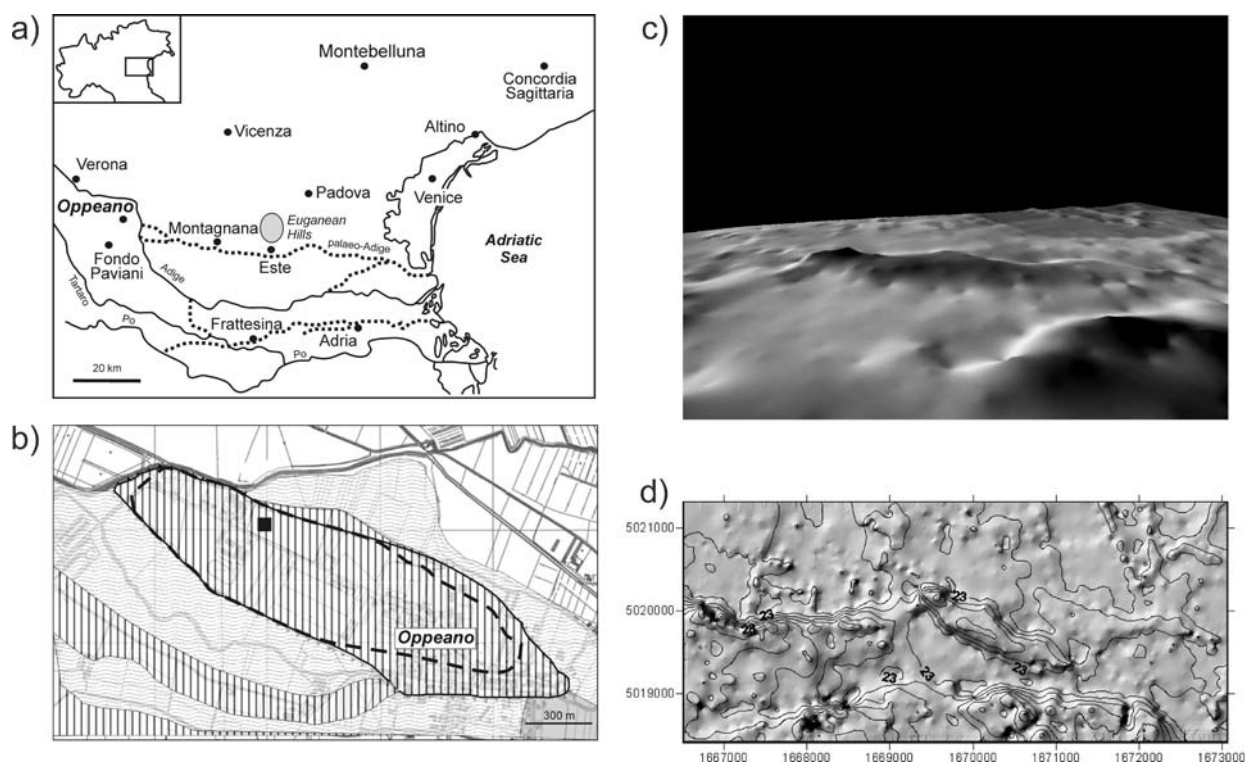 a)
Montebelluna
Concordia
Sagittaria
Vicenza
Altino
Verona
Padova
Venice
Oppeano
Montagnana
Euganean
Hills
palaeo-Adige
Adriatic
Sea
Fondo
Paviani
Este
Adige
Tartaro
Po
Frattesina
Adria
Po
20 km
b)
Oppeano
300 m
c)
d)
5021000
5020000
5019000
23
23
23
23
23
1667000
1668000
1669000
1670000
1671000
1672000
1673000